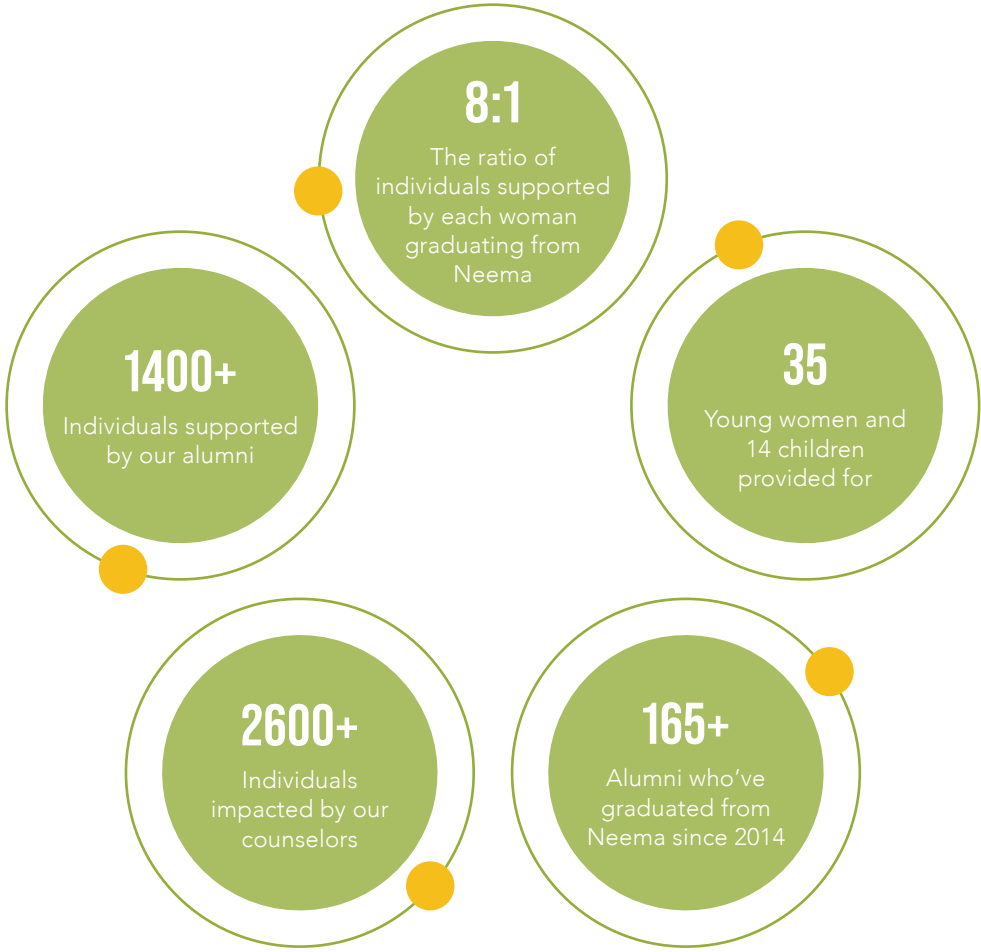 8:1
The ratio of
individuals supported
by each woman
graduating from
Neema
1400+
Individuals supported
by our alumni
35
Young women and
14 children
provided for
2600+
Individuals
impacted by our
counselors
165+
Alumni who've
graduated from
Neema since 2014